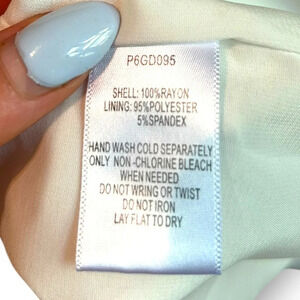 P6GD095
SHELL: 100%RAYON
LINING: 95%POLYESTER
5%SPANDEX
HAND WASH COLD SEPARATELY
ONLY NON-CHLORINE BLEACH
WHEN NEEDED
DO NOT WRING OR TWIST
DO NOT IRON
LAY FLAT TO DRY